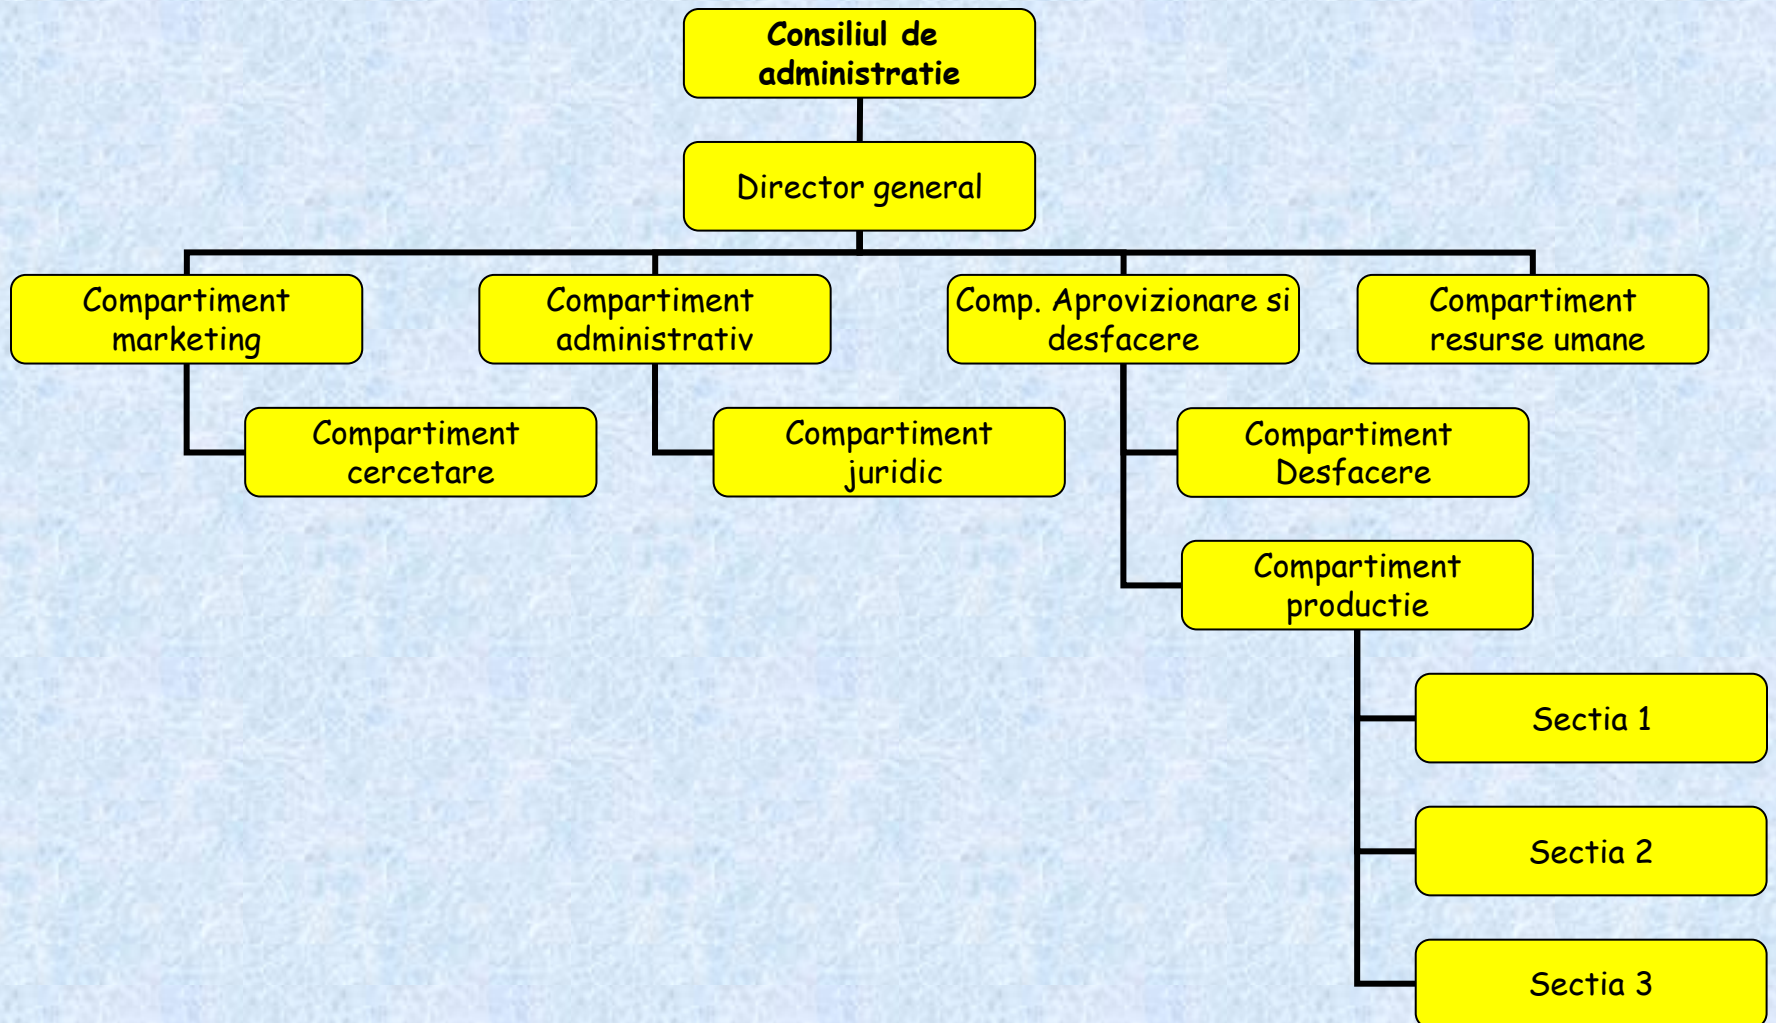 Consiliul de
administratie
Director general
Compartiment
marketing
Compartiment
administrativ
Comp. Aprovizionare si
desfacere
Compartiment
resurse umane
Compartiment
cercetare
Compartiment
juridic
Compartiment
Desfacere
Compartiment
productie
Sectia 1
Sectia 2
Sectia 3